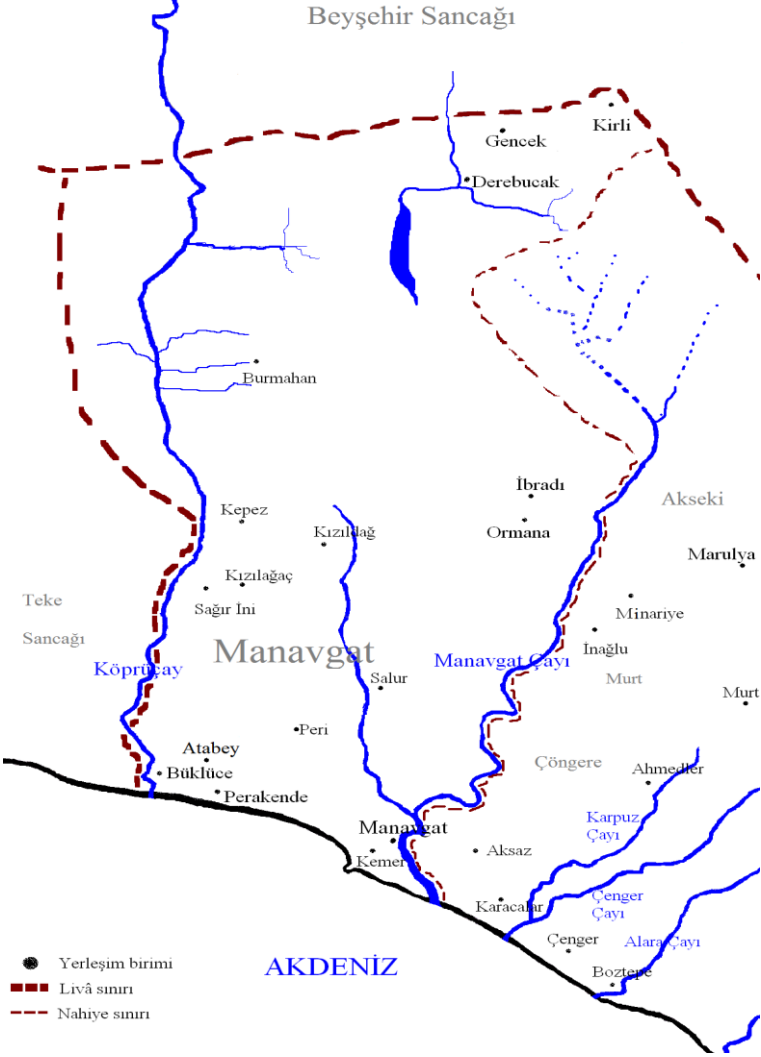 Beyşehir Sancağı
Kirli
Gencek
Derebucak
Burmahan
İbradı
Akseki
Kepez
Kızıldağ
Ormana
Marulya
Kızılağaç
Teke
Sağır İni
Minariye
Sancağı
İnağlu
Manavgat
Köprüçay
Manavgat Çayı
Salur
Murt
Murt
Peri
Atabey
Çöngere
Ahmedler
Büklüce
Perakende
Karpuz
Çayı
Manavgat
Kemer
Aksaz
Çenger
Çayı
Karacalar
Çenger
Alara Çayı
AKDENİZ
Boztepe
Yerleşim birimi
Livâ sınırı
Nahiye sınırı